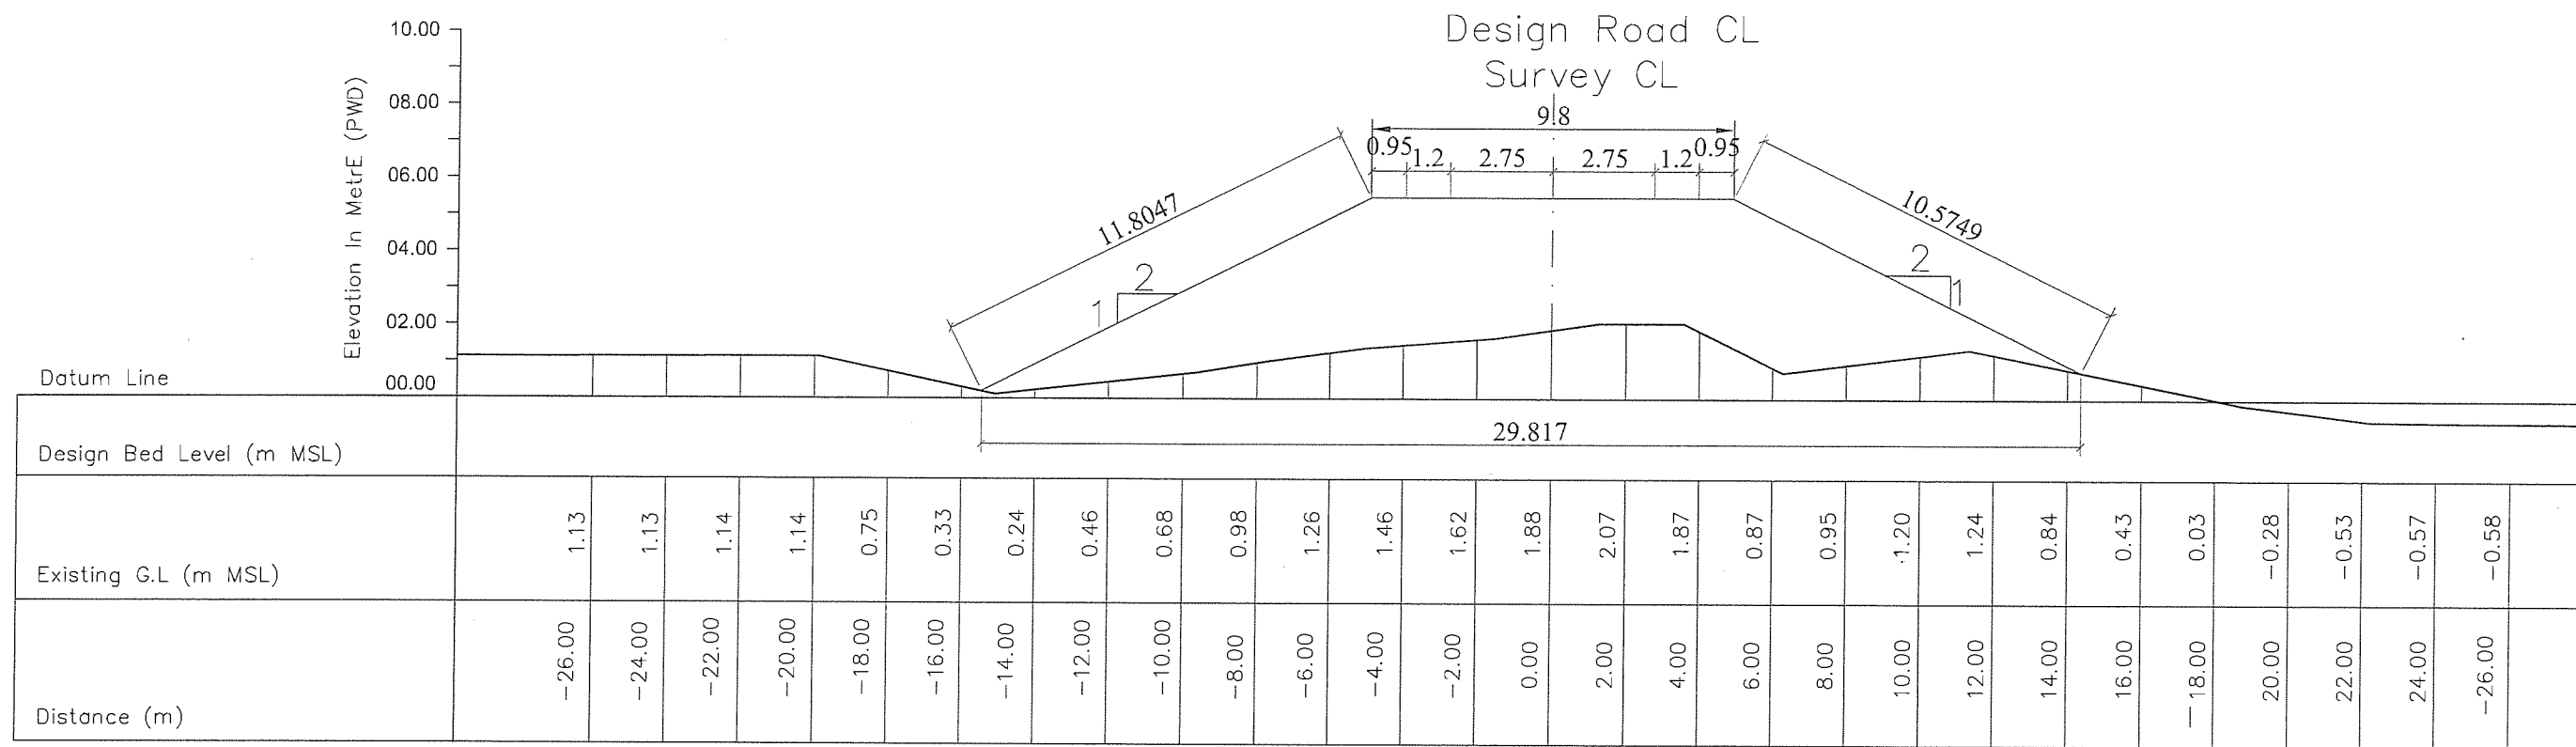 Design Road CL
Survey CL
9.8
0.95 1.2 2.75 2.75 1.2 0.95
Elevation In MetrE (PWD)
10.00
08.00
06.00
04.00
02.00
00.00
11.8047
10.5749
2
1
2
1
Datum Line
29.817
Design Bed Level (m MSL)
Existing G.L (m MSL) 1.13 1.13 1.14 1.14 0.75 0.33 0.24 0.46 0.68 0.98 1.26 1.46 1.62 1.88 2.07 1.87 0.87 0.95 1.20 1.24 0.84 0.43 0.03 -0.28 -0.53 -0.57 -0.58
Distance (m) -26.00 -24.00 -22.00 -20.00 -18.00 -16.00 -14.00 -12.00 -10.00 -8.00 -6.00 -4.00 -2.00 0.00 2.00 4.00 6.00 8.00 10.00 12.00 14.00 16.00 -18.00 20.00 22.00 24.00 -26.00